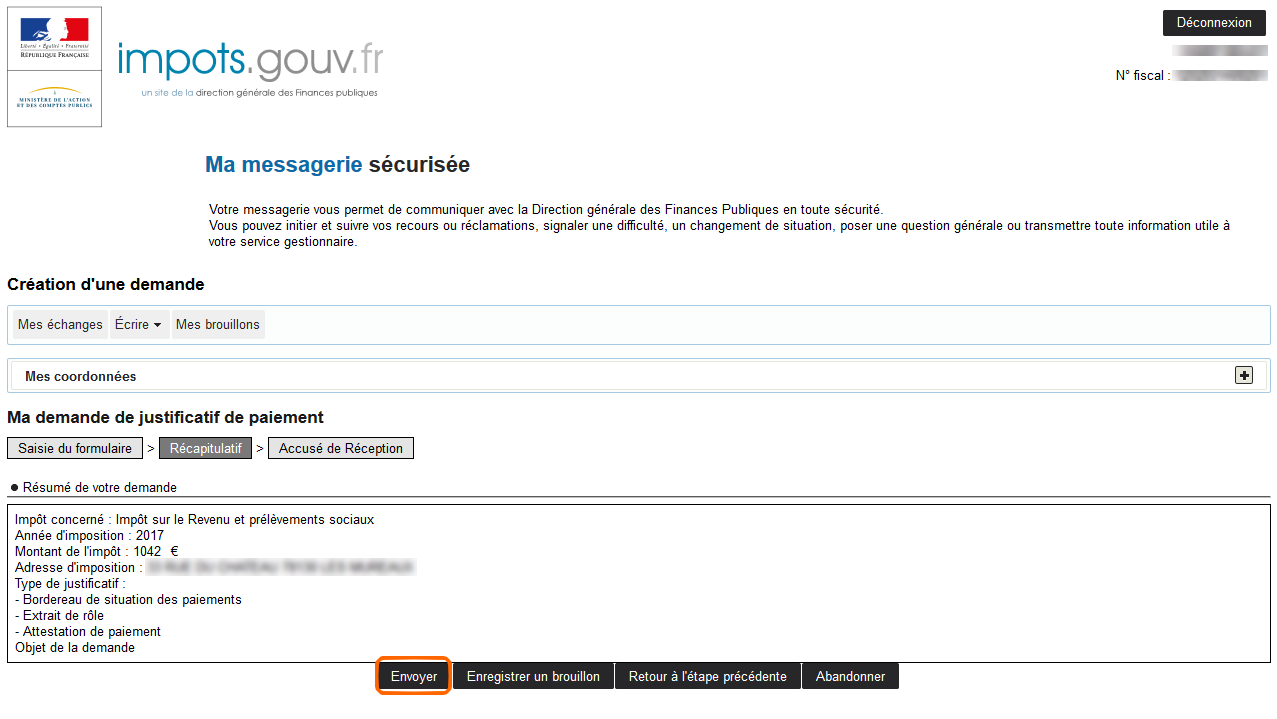 Liberté • Égalité • Fraternité
RÉPUBLIQUE FRANÇAISE
MINISTÈRE DE L'ACTION
ET DES COMPTES PUBLICS
impots.gouv.fr
un site de la direction générale des Finances publiques
Déconnexion
N° fiscal :
Ma messagerie sécurisée
Votre messagerie vous permet de communiquer avec la Direction générale des Finances Publiques en toute sécurité.
Vous pouvez initier et suivre vos recours ou réclamations, signaler une difficulté, un changement de situation, poser une question générale ou transmettre toute information utile à
votre service gestionnaire.
Création d'une demande
Mes échanges Écrire Mes brouillons
Mes coordonnées
Ma demande de justificatif de paiement
Saisie du formulaire > Récapitulatif > Accusé de Réception
Résumé de votre demande
Impôt concerné : Impôt sur le Revenu et prélèvements sociaux
Année d'imposition : 2017
Montant de l'impôt : 1042 €
Adresse d'imposition :
Type de justificatif :
- Bordereau de situation des paiements
- Extrait de rôle
- Attestation de paiement
Objet de la demande
Envoyer Enregistrer un brouillon Retour à l'étape précédente Abandonner